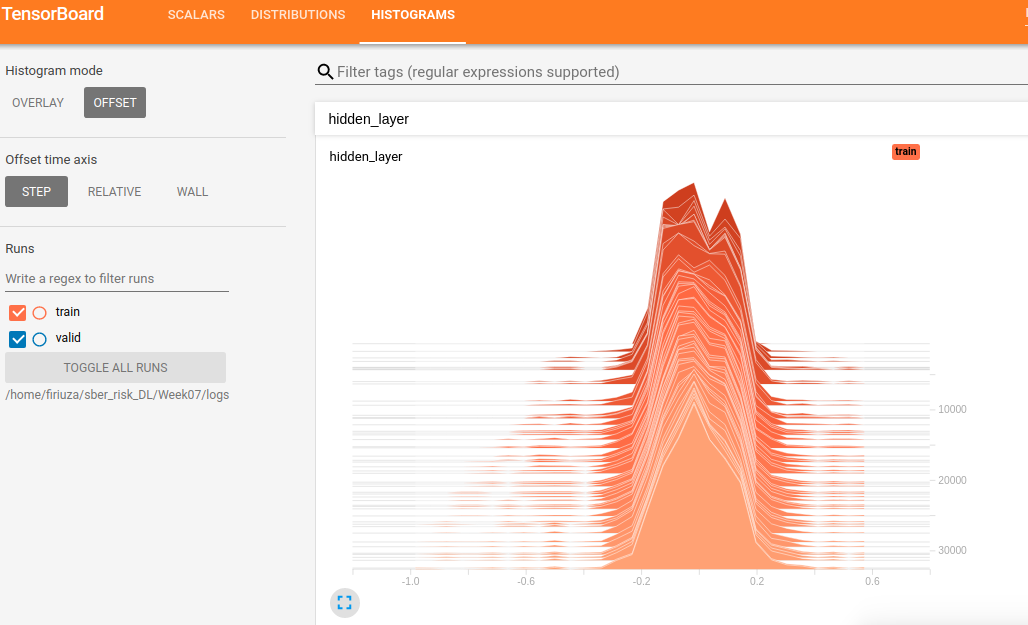 TensorBoard SCALARS DISTRIBUTIONS HISTOGRAMS
Histogram mode
OVERLAY OFFSET
Offset time axis
STEP RELATIVE WALL
Runs
Write a regex to filter runs
train
valid
TOGGLE ALL RUNS
/home/firiuza/sber_risk_DL/Week07/logs
Filter tags (regular expressions supported)
hidden_layer
hidden_layer train
10000
20000
30000
-1.0 -0.6 -0.2 0.2 0.6